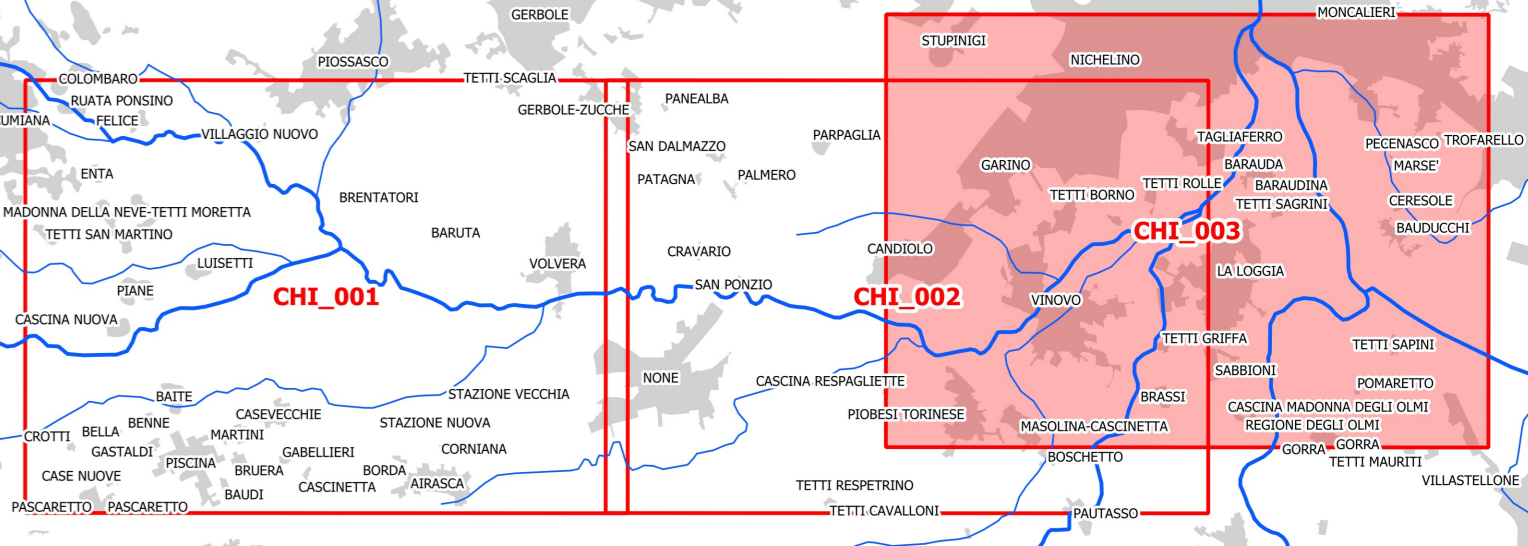 GERBOLE
MONCALIERI
STUPINIGI
PIOSSASCO
NICHELINO
COLOMBARO
TETTI SCAGLIA
RUATA PONSINO
PANEALBA
GERBOLE-ZUCCHE
FELICE
CUMIANA
VILLAGGIO NUOVO
PARPAGLIA
TAGLIAFERRO
TROFARELLO
PECENASCO
SAN DALMAZZO
GARINO
BARAUDA
MARSE'
ENTA
PALMERO
PATAGNA
TETTI ROLLE
BARAUDINA
TETTI BORNO
BRENTATORI
CERESOLE
TETTI SAGRINI
MADONNA DELLA NEVE-TETTI MORETTA
BAUDUCCHI
TETTI SAN MARTINO
BARUTA
CHI_003
CANDIOLO
CRAVARIO
LUISETTI
VOLVERA
LA LOGGIA
SAN PONZIO
PIANE
CHI_001
CHI_002
VINOVO
CASCINA NUOVA
TETTI GRIFFA
TETTI SAPINI
SABBIONI
NONE
CASCINA RESPAGLIETTE
POMARETTO
STAZIONE VECCHIA
BAITE
BRASSI
CASCINA MADONNA DEGLI OLMI
CASEVECCHIE
PIOBESI TORINESE
BENNE
STAZIONE NUOVA
REGIONE DEGLI OLMI
MASOLINA-CASCINETTA
BELLA
CROTTI
MARTINI
GORRA
GORRA
CORNIANA
GASTALDI
GABELLIERI
BOSCHETTO
PISCINA
TETTI MAURITI
BRUERA
BORDA
CASE NUOVE
VILLASTELLONE
AIRASCA
TETTI RESPETRINO
CASCINETTA
BAUDI
PASCARETTO
PASCARETTO
TETTI CAVALLONI
PAUTASSO